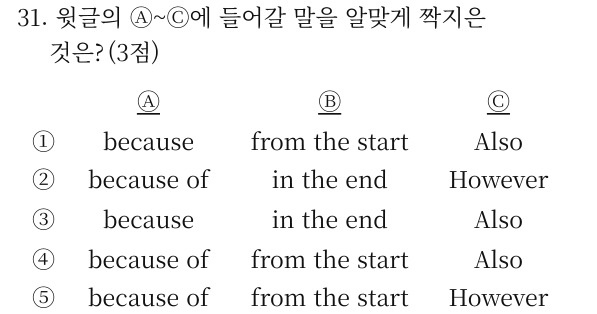 31. 윗글의 Ⓐ~Ⓒ에 들어갈 말을 알맞게 짝지은
것은? (3점)
Ⓐ Ⓑ Ⓒ
① because from the start Also
② because of in the end However
③ because in the end Also
④ because of from the start Also
⑤ because of from the start However